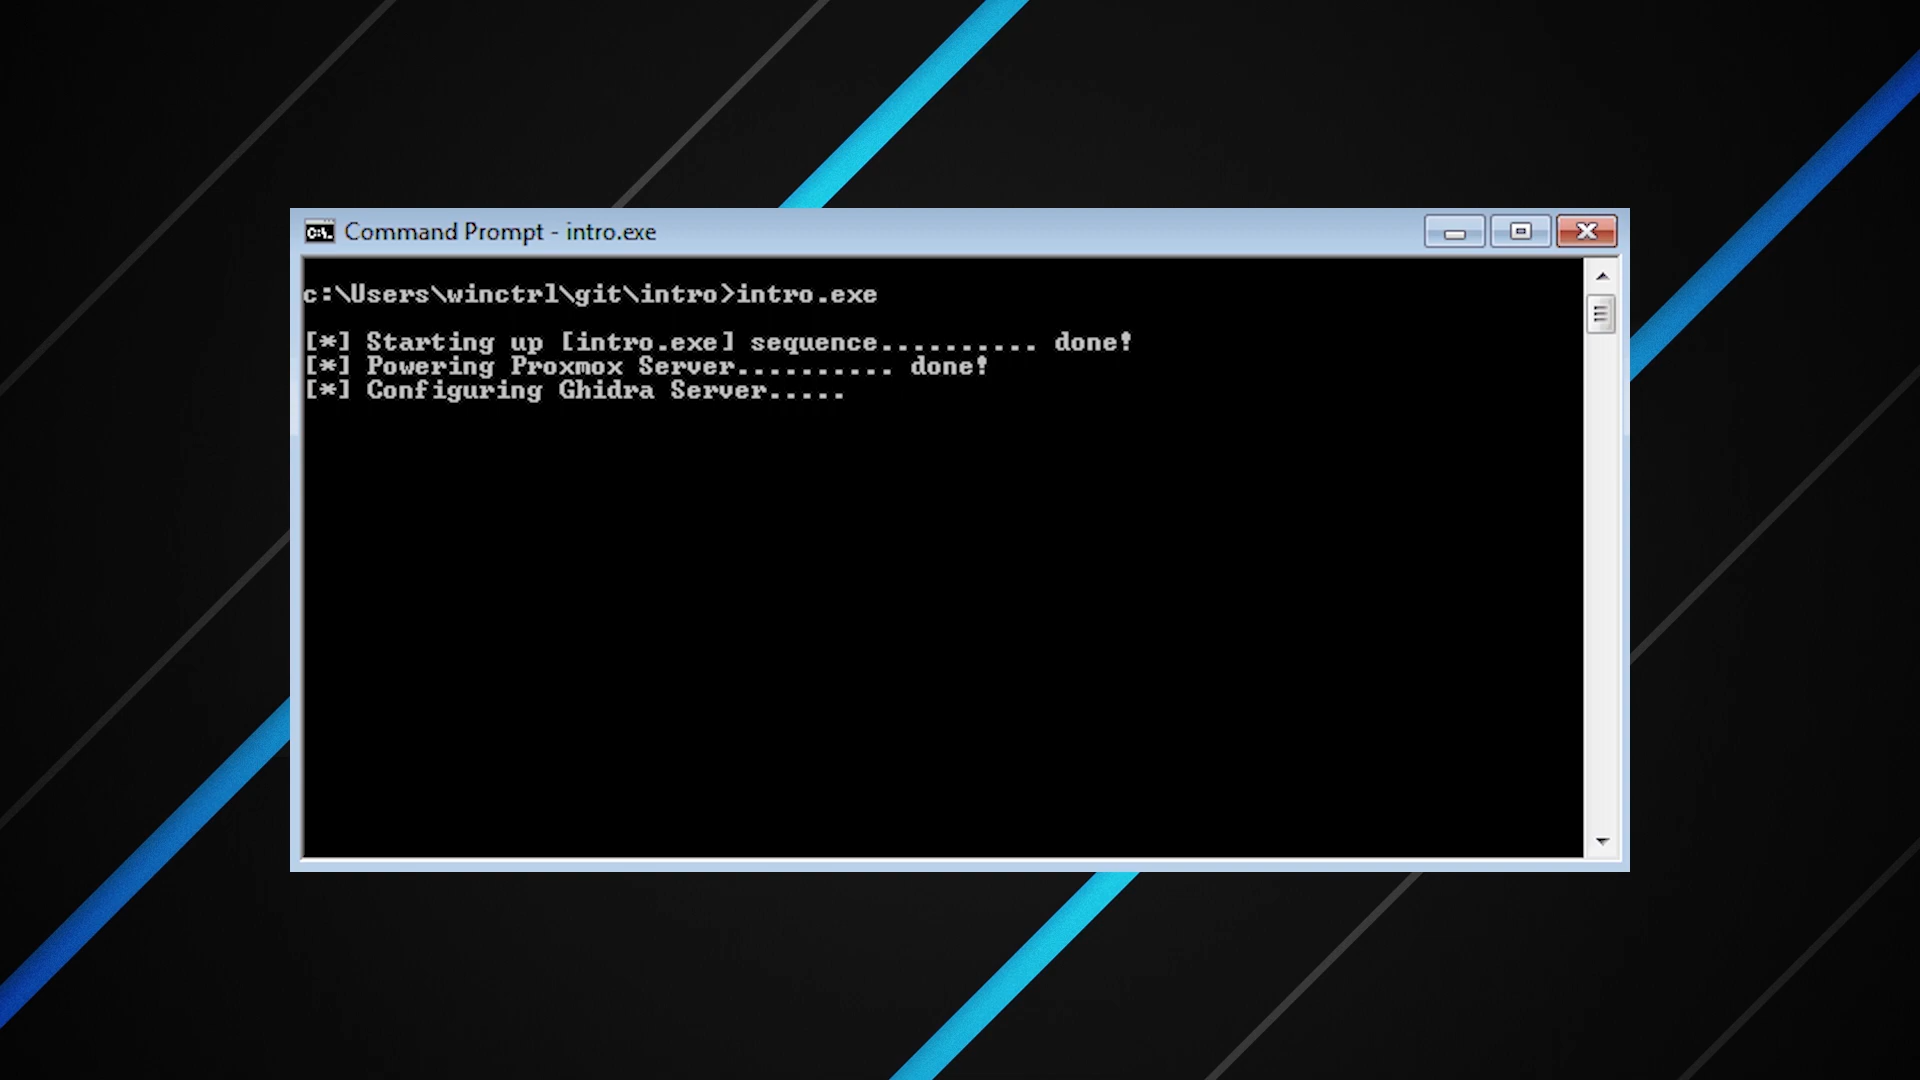 Command Prompt - intro.exe
c:\Users\winctrl\git\intro>intro.exe
[*] Starting up [intro.exe] sequence.......... done!
[*] Powering Proxmox Server.......... done!
[*] Configuring Ghidra Server.....